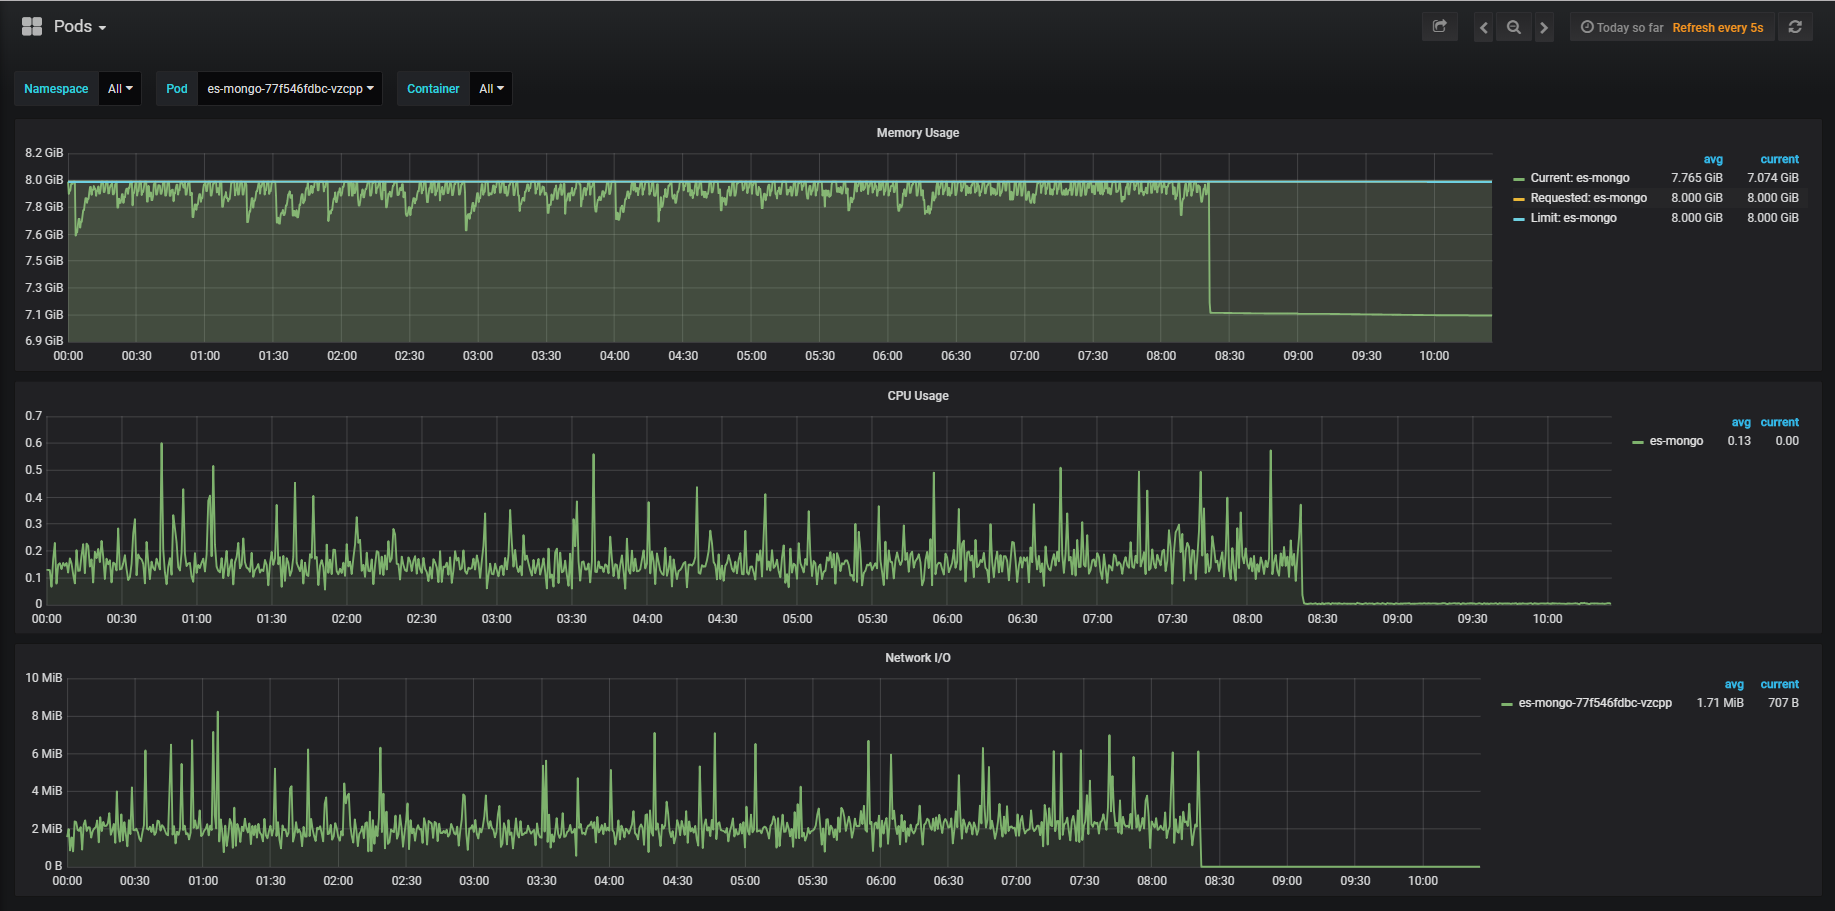 Pods
Today so far Refresh every 5s
Namespace All Pod es-mongo-77f546fdbc-vzcpp Container All
Memory Usage
8.2 GiB
8.0 GiB
7.8 GiB
7.6 GiB
7.5 GiB
7.3 GiB
7.1 GiB
6.9 GiB
00:00 00:30 01:00 01:30 02:00 02:30 03:00 03:30 04:00 04:30 05:00 05:30 06:00 06:30 07:00 07:30 08:00 08:30 09:00 09:30 10:00
avg current
Current: es-mongo 7.765 GiB 7.074 GiB
Requested: es-mongo 8.000 GiB 8.000 GiB
Limit: es-mongo 8.000 GiB 8.000 GiB
CPU Usage
0.7
0.6
0.5
0.4
0.3
0.2
0.1
0
00:00 00:30 01:00 01:30 02:00 02:30 03:00 03:30 04:00 04:30 05:00 05:30 06:00 06:30 07:00 07:30 08:00 08:30 09:00 09:30 10:00
avg current
es-mongo 0.13 0.00
Network I/O
10 MiB
8 MiB
6 MiB
4 MiB
2 MiB
0 B
00:00 00:30 01:00 01:30 02:00 02:30 03:00 03:30 04:00 04:30 05:00 05:30 06:00 06:30 07:00 07:30 08:00 08:30 09:00 09:30 10:00
avg current
es-mongo-77f546fdbc-vzcpp 1.71 MiB 707 B